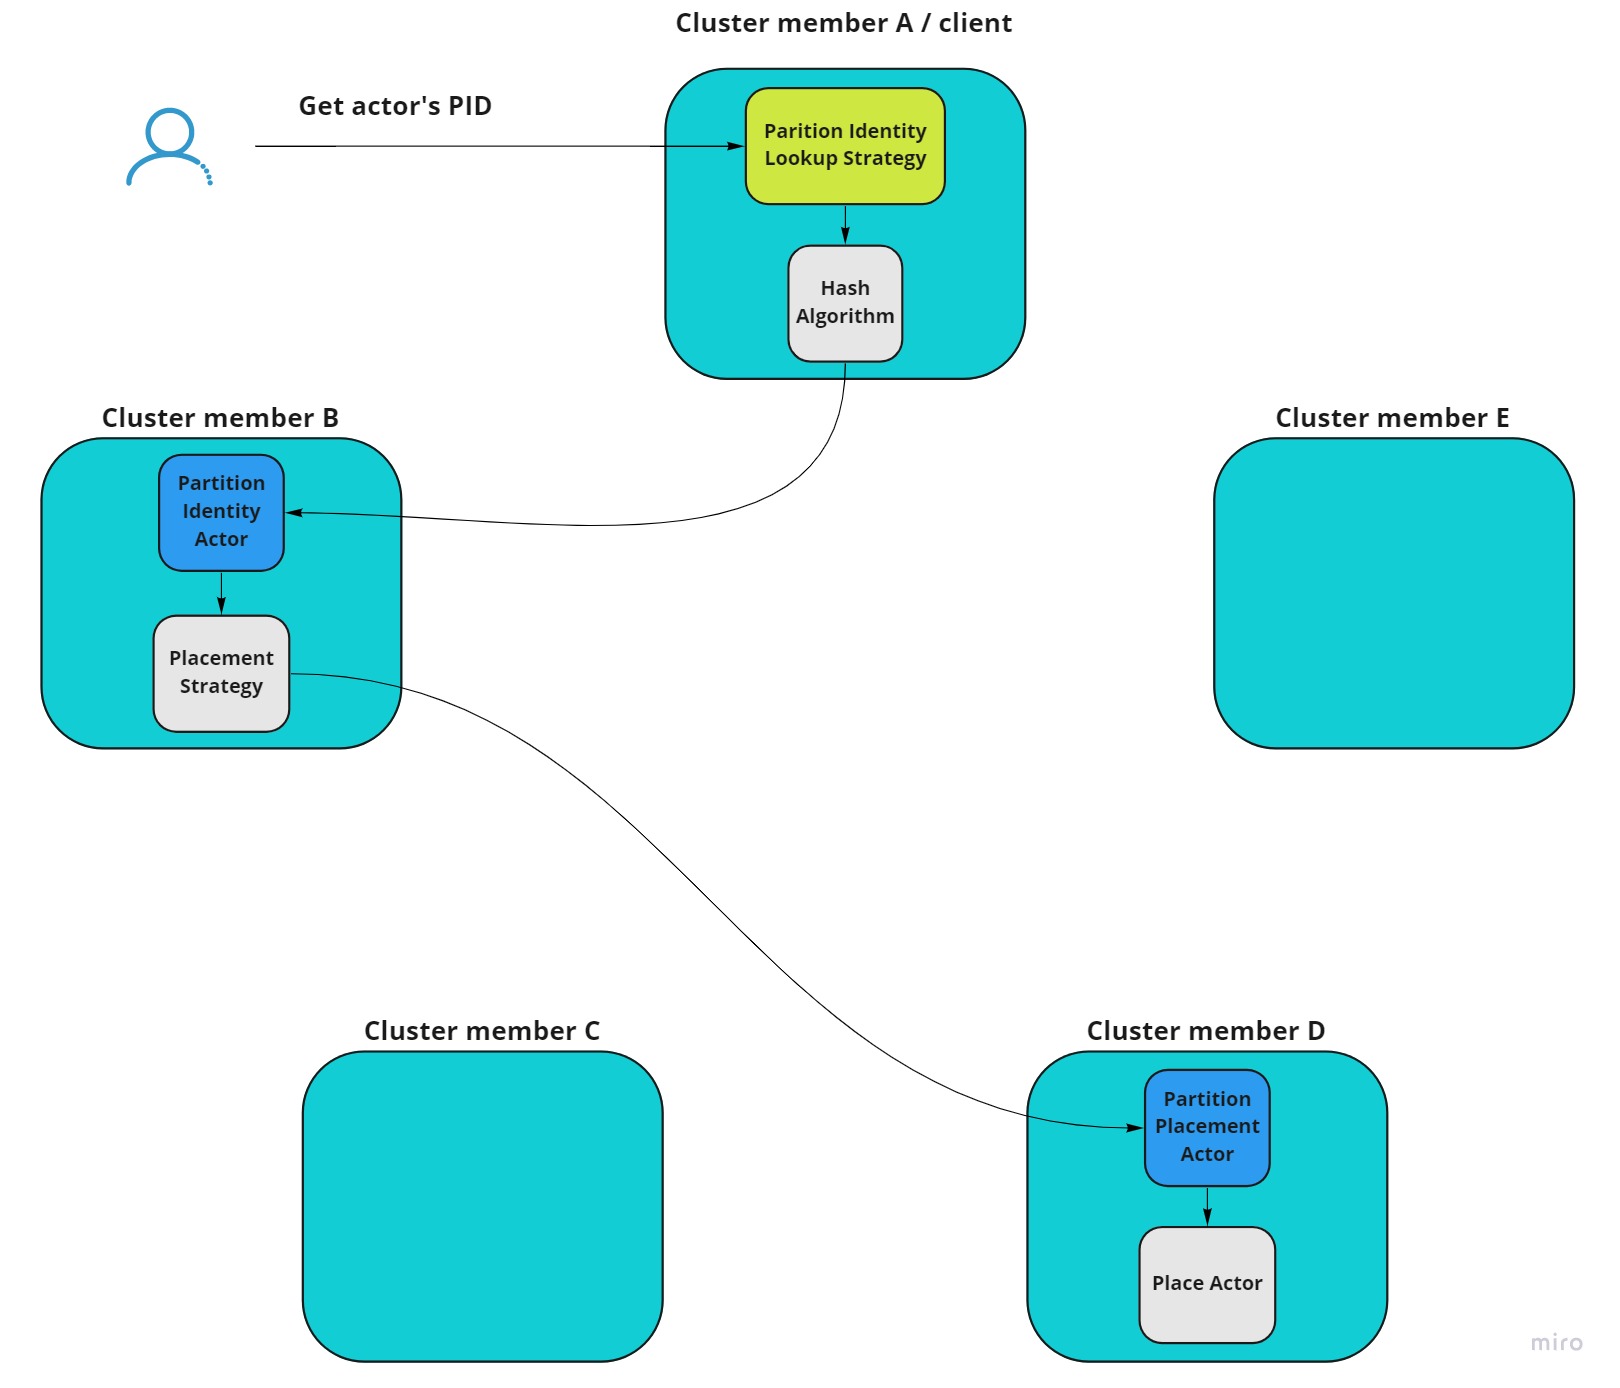 Cluster member A / client
Get actor's PID
Parition Identity
Lookup Strategy
Hash
Algorithm
Cluster member B
Partition
Identity
Actor
Placement
Strategy
Cluster member E
Cluster member C
Cluster member D
Partition
Placement
Actor
Place Actor
miro